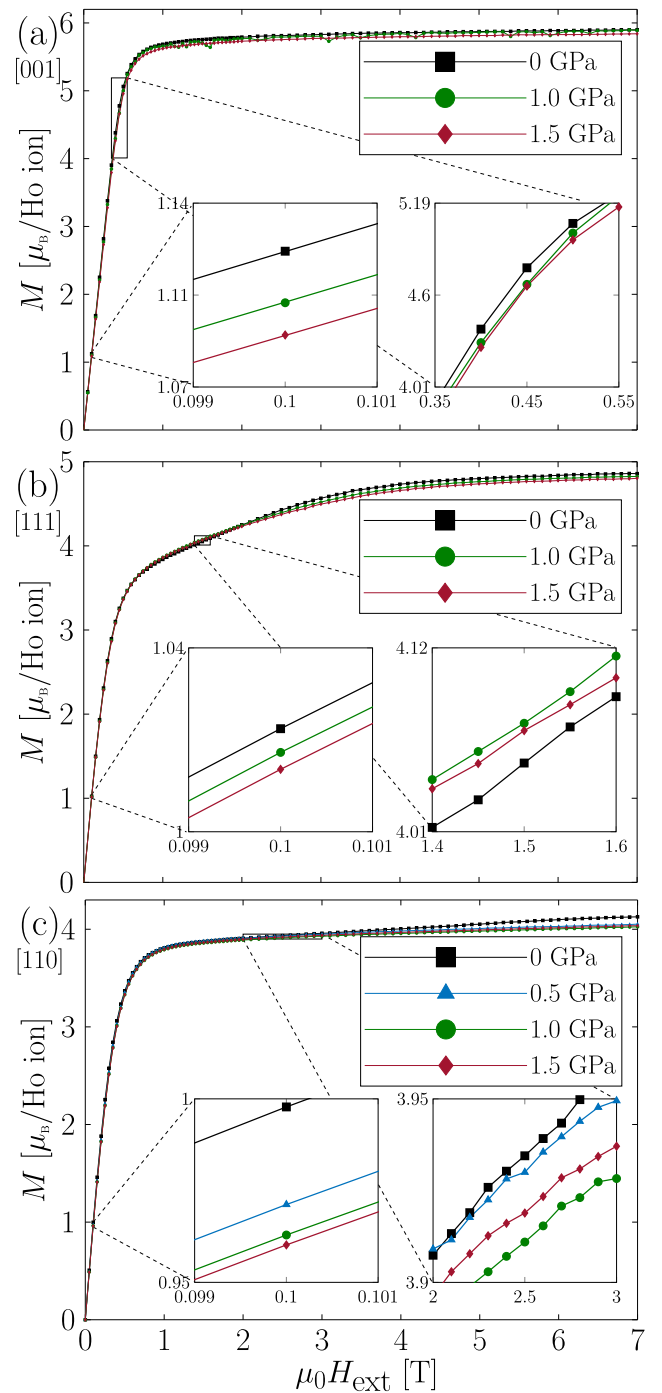 (a)
[001]
M [μB/Ho ion]
6
5
4
3
2
1
0
0 GPa
1.0 GPa
1.5 GPa
1.14
1.11
1.07
0.099
0.1
0.101
5.19
4.6
4.01
0.35
0.45
0.55
(b)
[111]
M [μB/Ho ion]
5
4
3
2
1
0
0 GPa
1.0 GPa
1.5 GPa
1.04
1
0.099
0.1
0.101
4.12
4.01
1.4
1.5
1.6
(c)
[110]
M [μB/Ho ion]
4
3
2
1
0
0 GPa
0.5 GPa
1.0 GPa
1.5 GPa
1
0.95
0.099
0.1
0.101
3.95
3.9
2
2.5
3
0 1 2 3 4 5 6 7
μ0Hext [T]